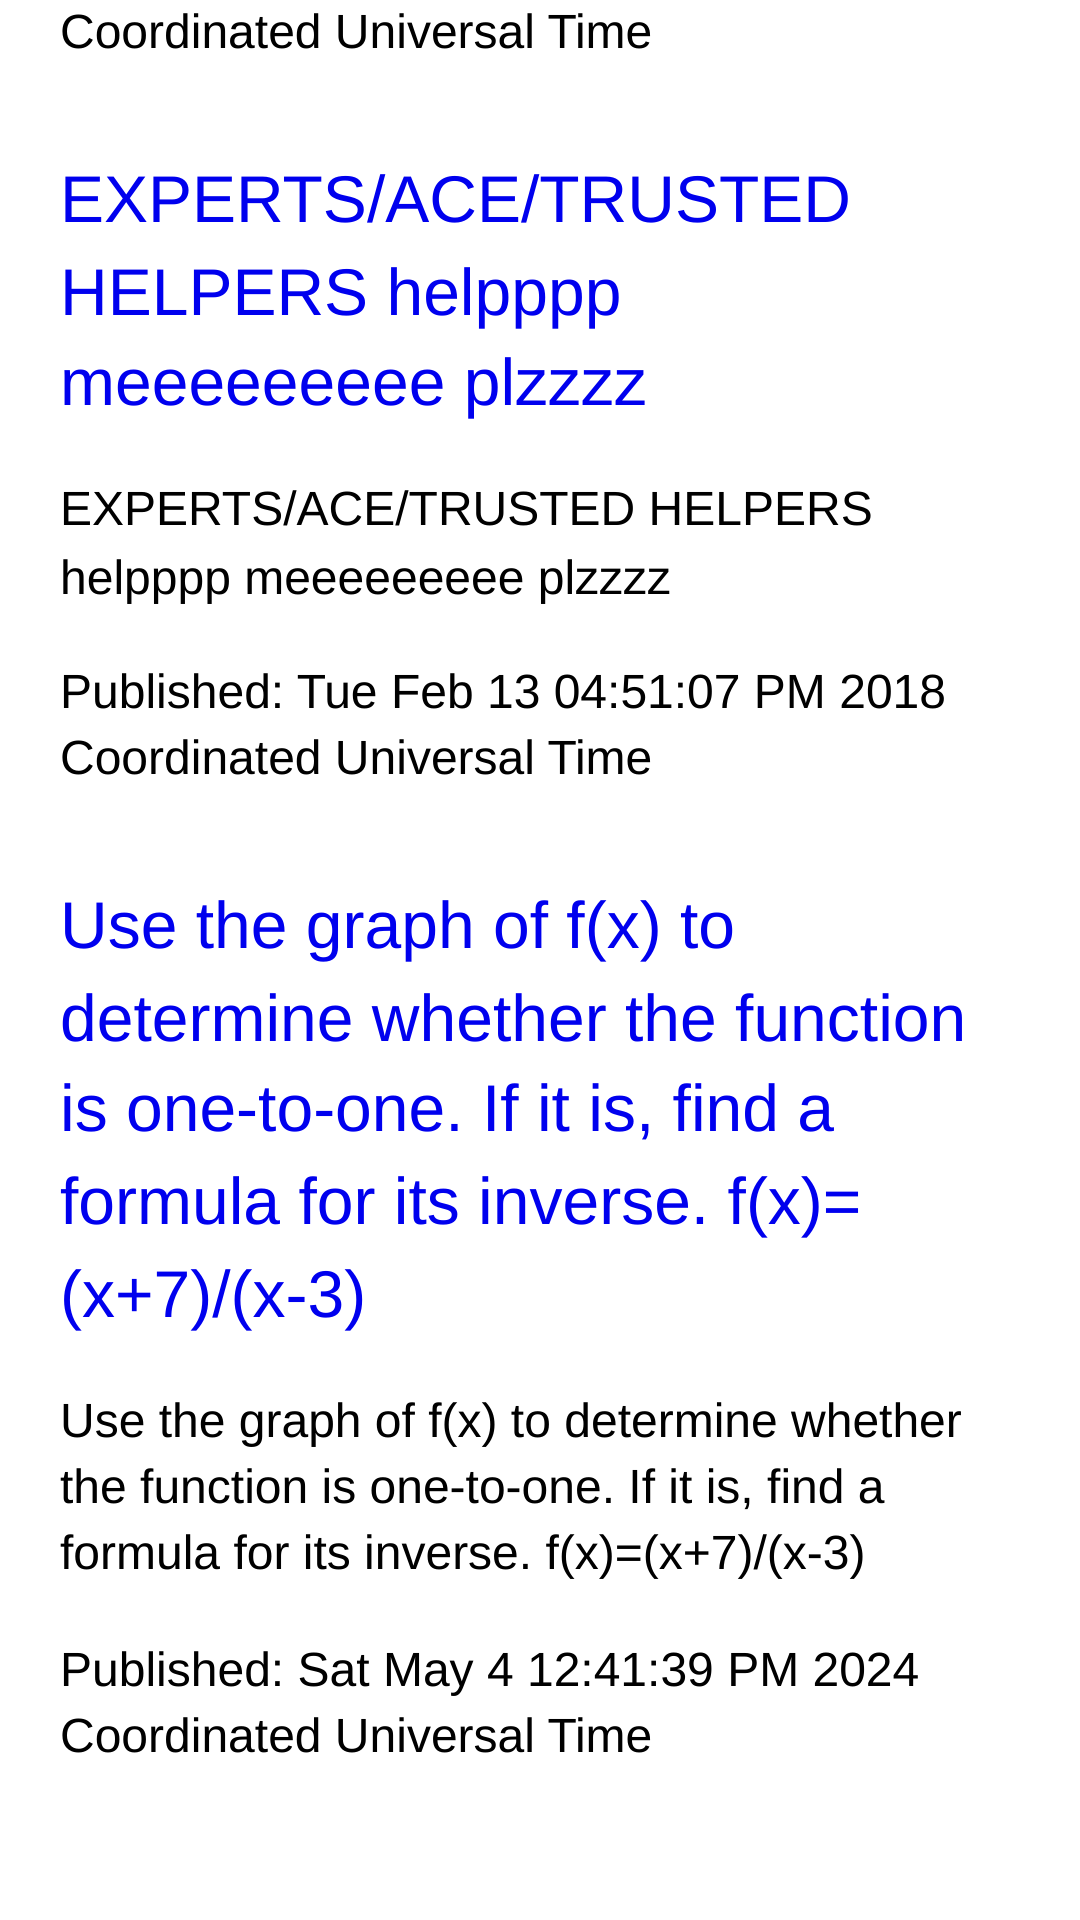 Coordinated Universal Time
EXPERTS/ACE/TRUSTED
HELPERS helpppp
meeeeeeeee plzzzz
EXPERTS/ACE/TRUSTED HELPERS
helpppp meeeeeeeee plzzzz
Published: Tue Feb 13 04:51:07 PM 2018
Coordinated Universal Time
Use the graph of f(x) to
determine whether the function
is one-to-one. If it is, find a
formula for its inverse. f(x)=
(x+7)/(x-3)
Use the graph of f(x) to determine whether
the function is one-to-one. If it is, find a
formula for its inverse. f(x)=(x+7)/(x-3)
Published: Sat May 4 12:41:39 PM 2024
Coordinated Universal Time